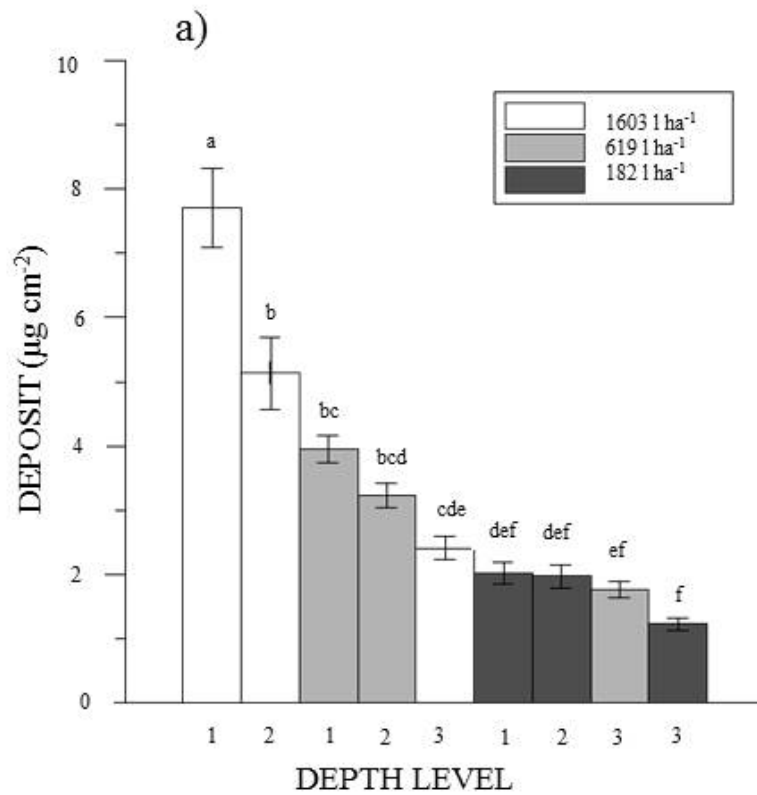 a)
10
8
6
4
2
0
DEPOSIT (µg cm⁻²)
1603 l ha⁻¹
619 l ha⁻¹
182 l ha⁻¹
a
b
bc
bcd
cde
def
def
ef
f
1 2 1 2 3 1 2 3 3
DEPTH LEVEL